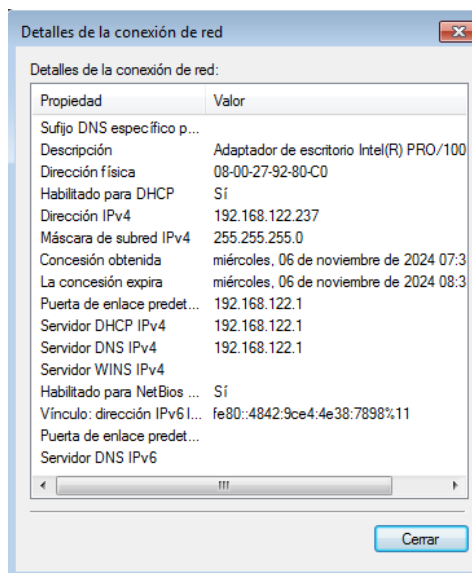 Detalles de la conexión de red
Detalles de la conexión de red:
Propiedad Valor
Sufijo DNS específico p...
Descripción Adaptador de escritorio Intel(R) PRO/100
Dirección física 08-00-27-92-80-C0
Habilitado para DHCP Sí
Dirección IPv4 192.168.122.237
Máscara de subred IPv4 255.255.255.0
Concesión obtenida miércoles, 06 de noviembre de 2024 07:3
La concesión expira miércoles, 06 de noviembre de 2024 08:3
Puerta de enlace predet... 192.168.122.1
Servidor DHCP IPv4 192.168.122.1
Servidor DNS IPv4 192.168.122.1
Servidor WINS IPv4
Habilitado para NetBios ... Sí
Vínculo: dirección IPv6 l... fe80::4842:9ce4:4e38:7898%11
Puerta de enlace predet...
Servidor DNS IPv6
Cerrar